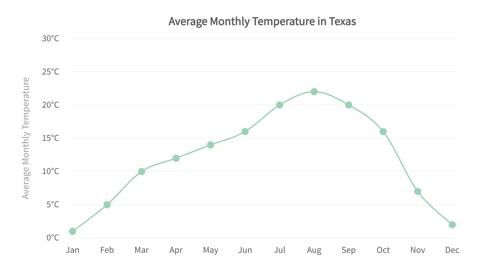 Average Monthly Temperature in Texas
Average Monthly Temperature
30°C
25°C
20°C
15°C
10°C
5°C
0°C
Jan Feb Mar Apr May Jun Jul Aug Sep Oct Nov Dec